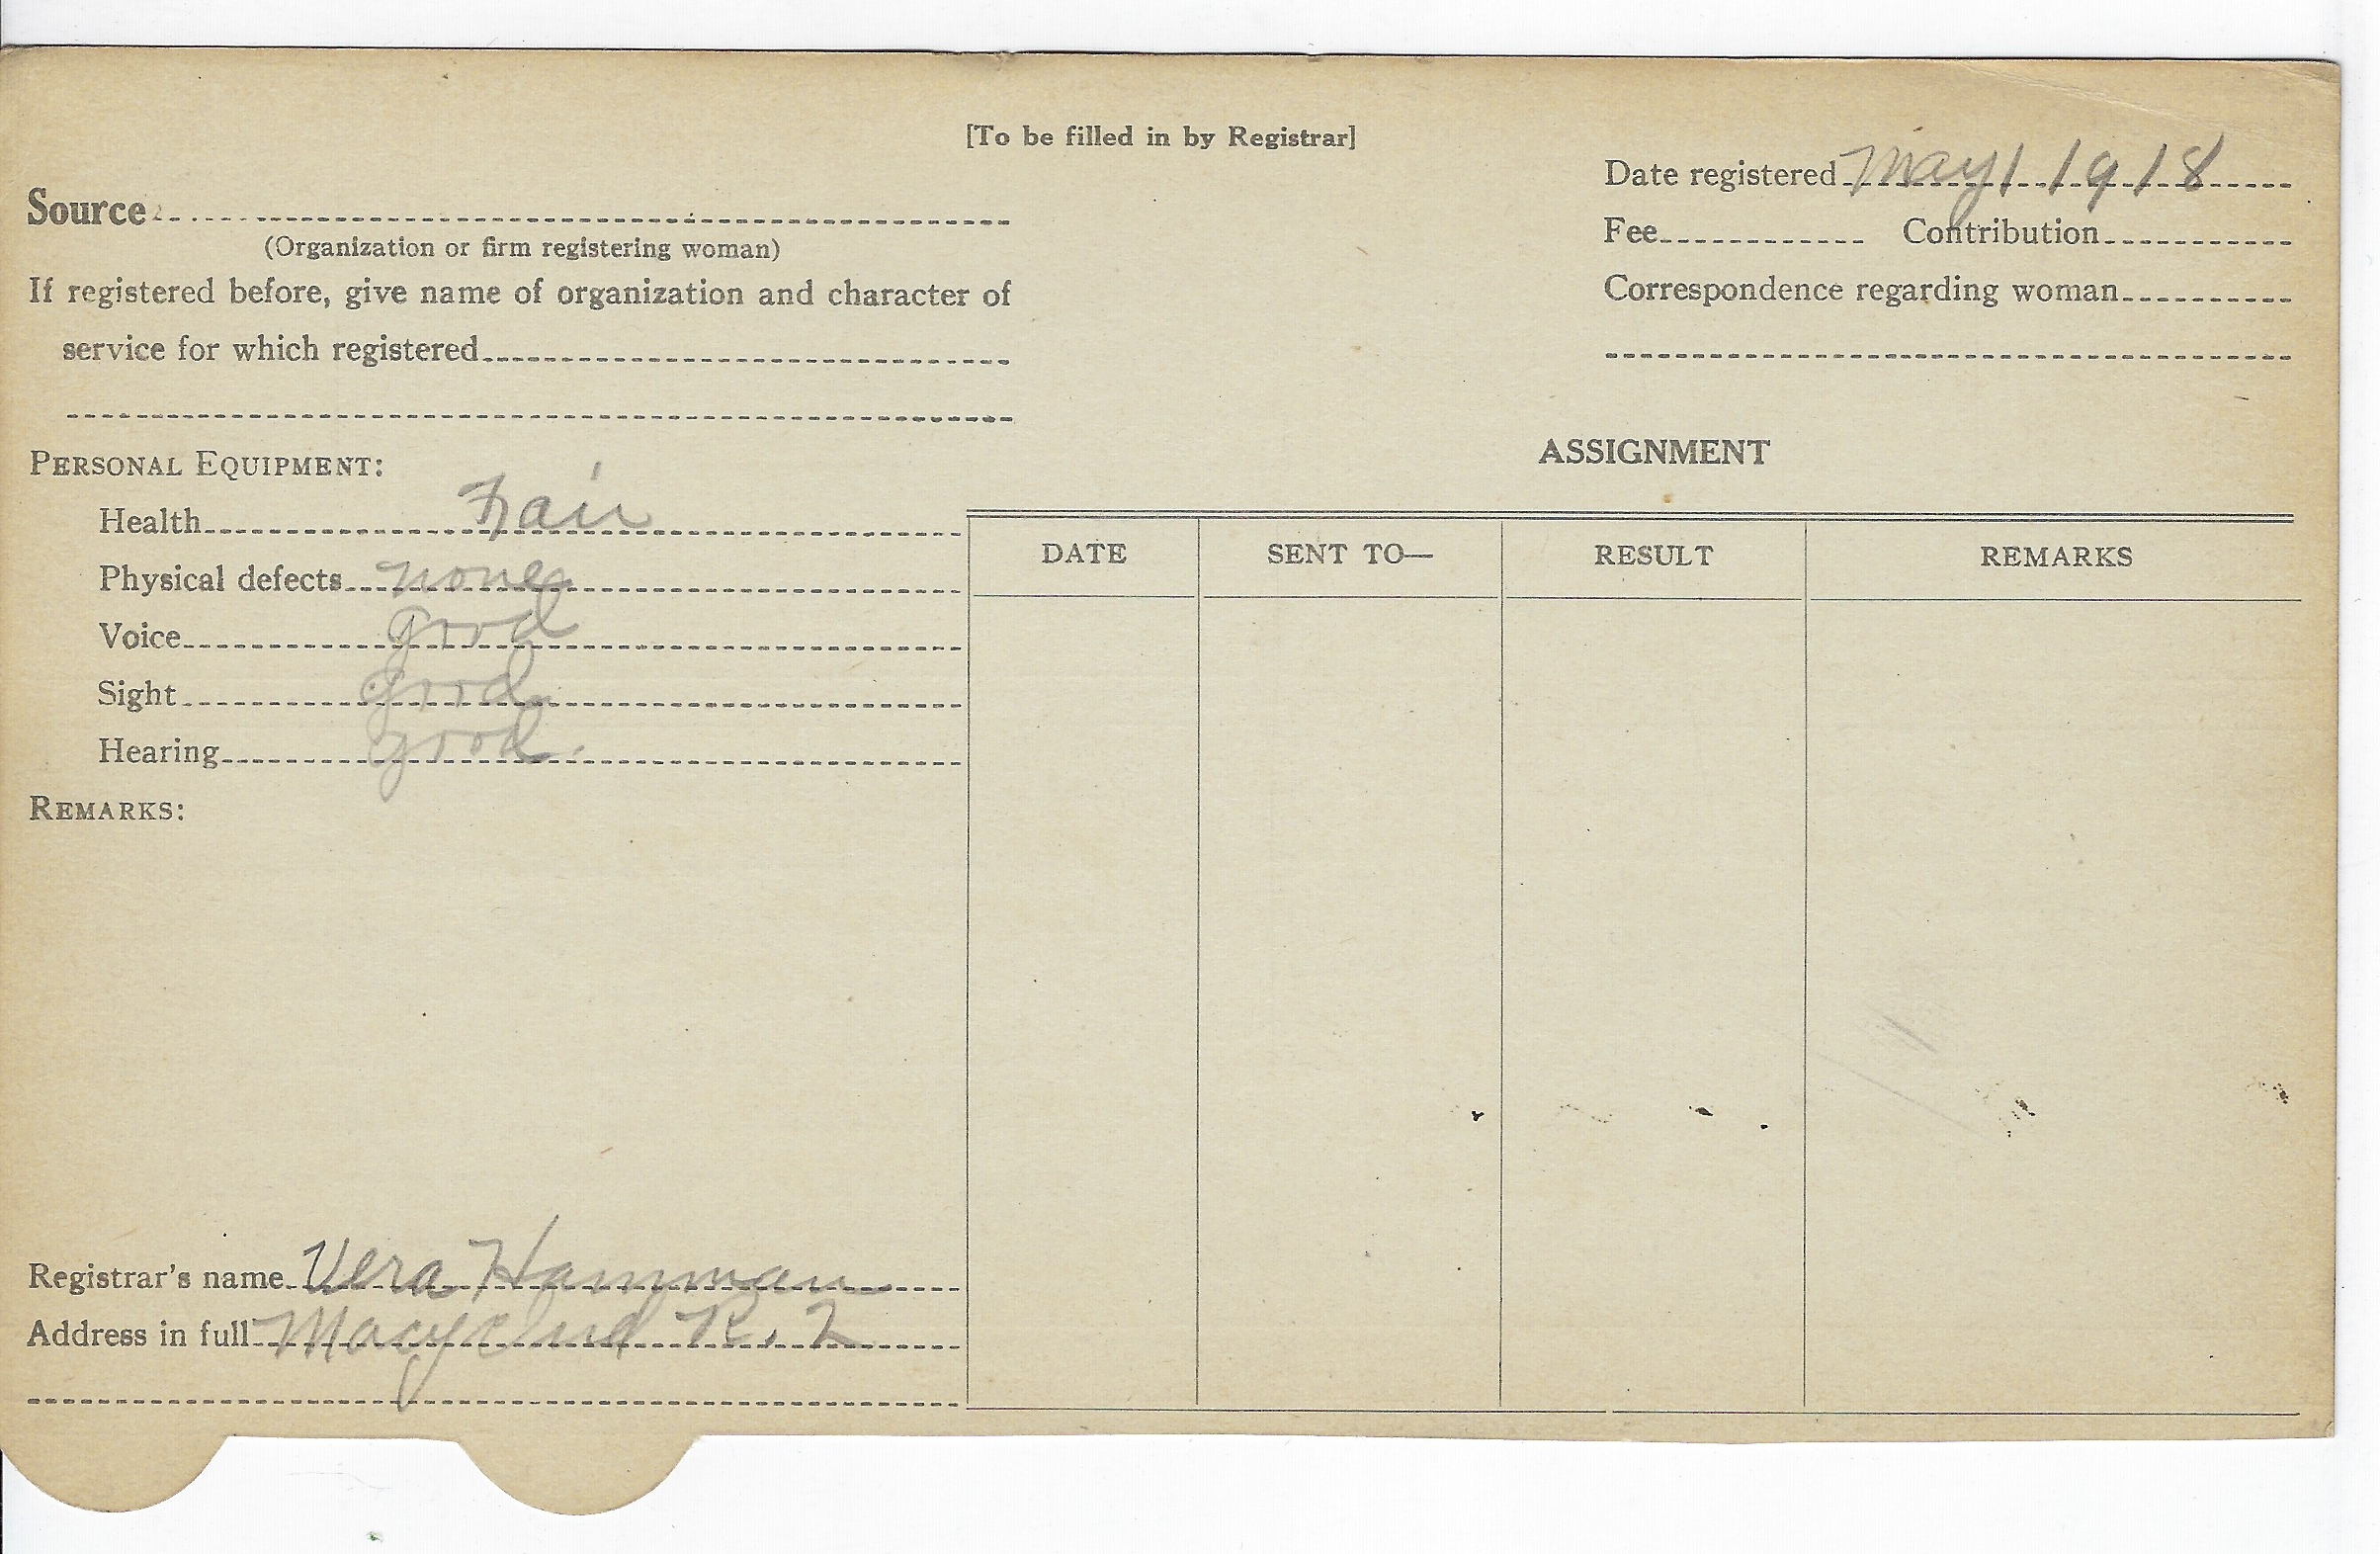 [To be filled in by Registrar]
Date registered May 1 1918
Source
(Organization or firm registering woman)
Fee Contribution
If registered before, give name of organization and character of
service for which registered
Correspondence regarding woman
PERSONAL EQUIPMENT:
Health Fair
Physical defects none
Voice good
Sight good
Hearing good.
REMARKS:
Registrar's name Vera Hamman
Address in full R. 2
ASSIGNMENT
DATE SENT TO— RESULT REMARKS